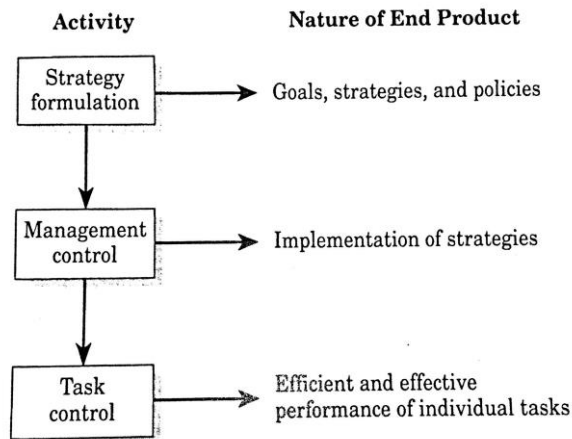 Activity
Nature of End Product
Strategy
formulation
Goals, strategies, and policies
Management
control
Implementation of strategies
Task
control
Efficient and effective
performance of individual tasks